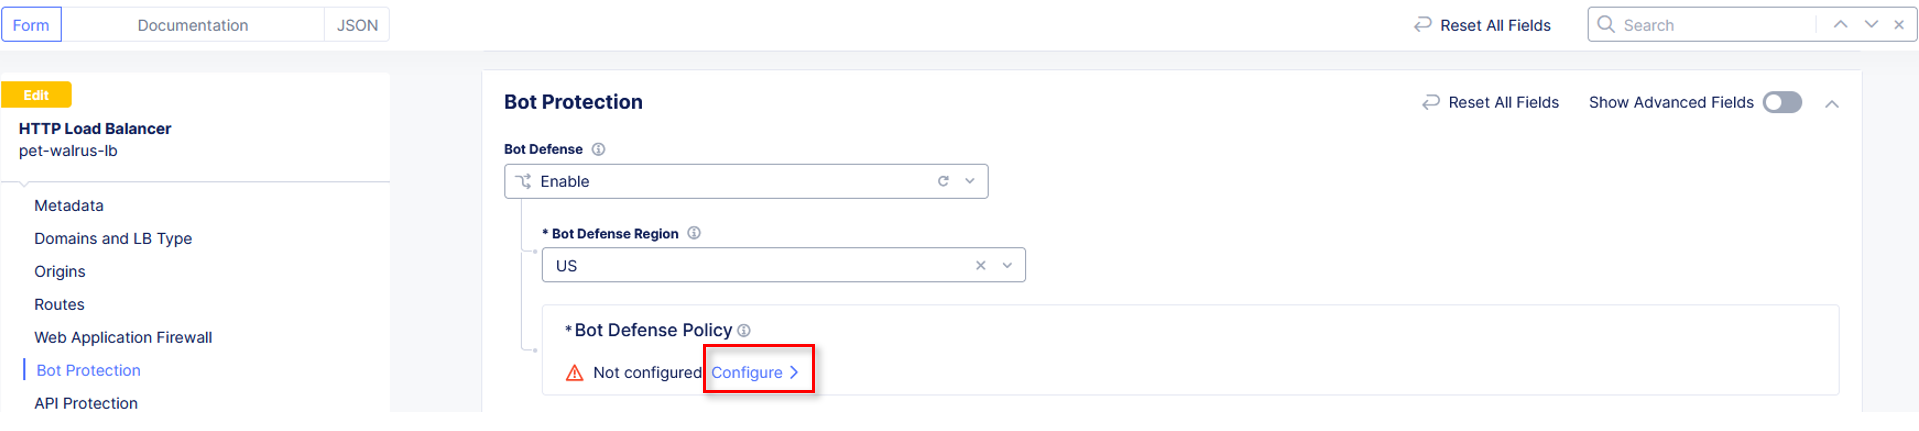 Form Documentation JSON Reset All Fields Search
Edit
HTTP Load Balancer
pet-walrus-lb
Metadata
Domains and LB Type
Origins
Routes
Web Application Firewall
Bot Protection
API Protection
Bot Protection Reset All Fields Show Advanced Fields
Bot Defense
Enable
* Bot Defense Region
US
*Bot Defense Policy
Not configured Configure